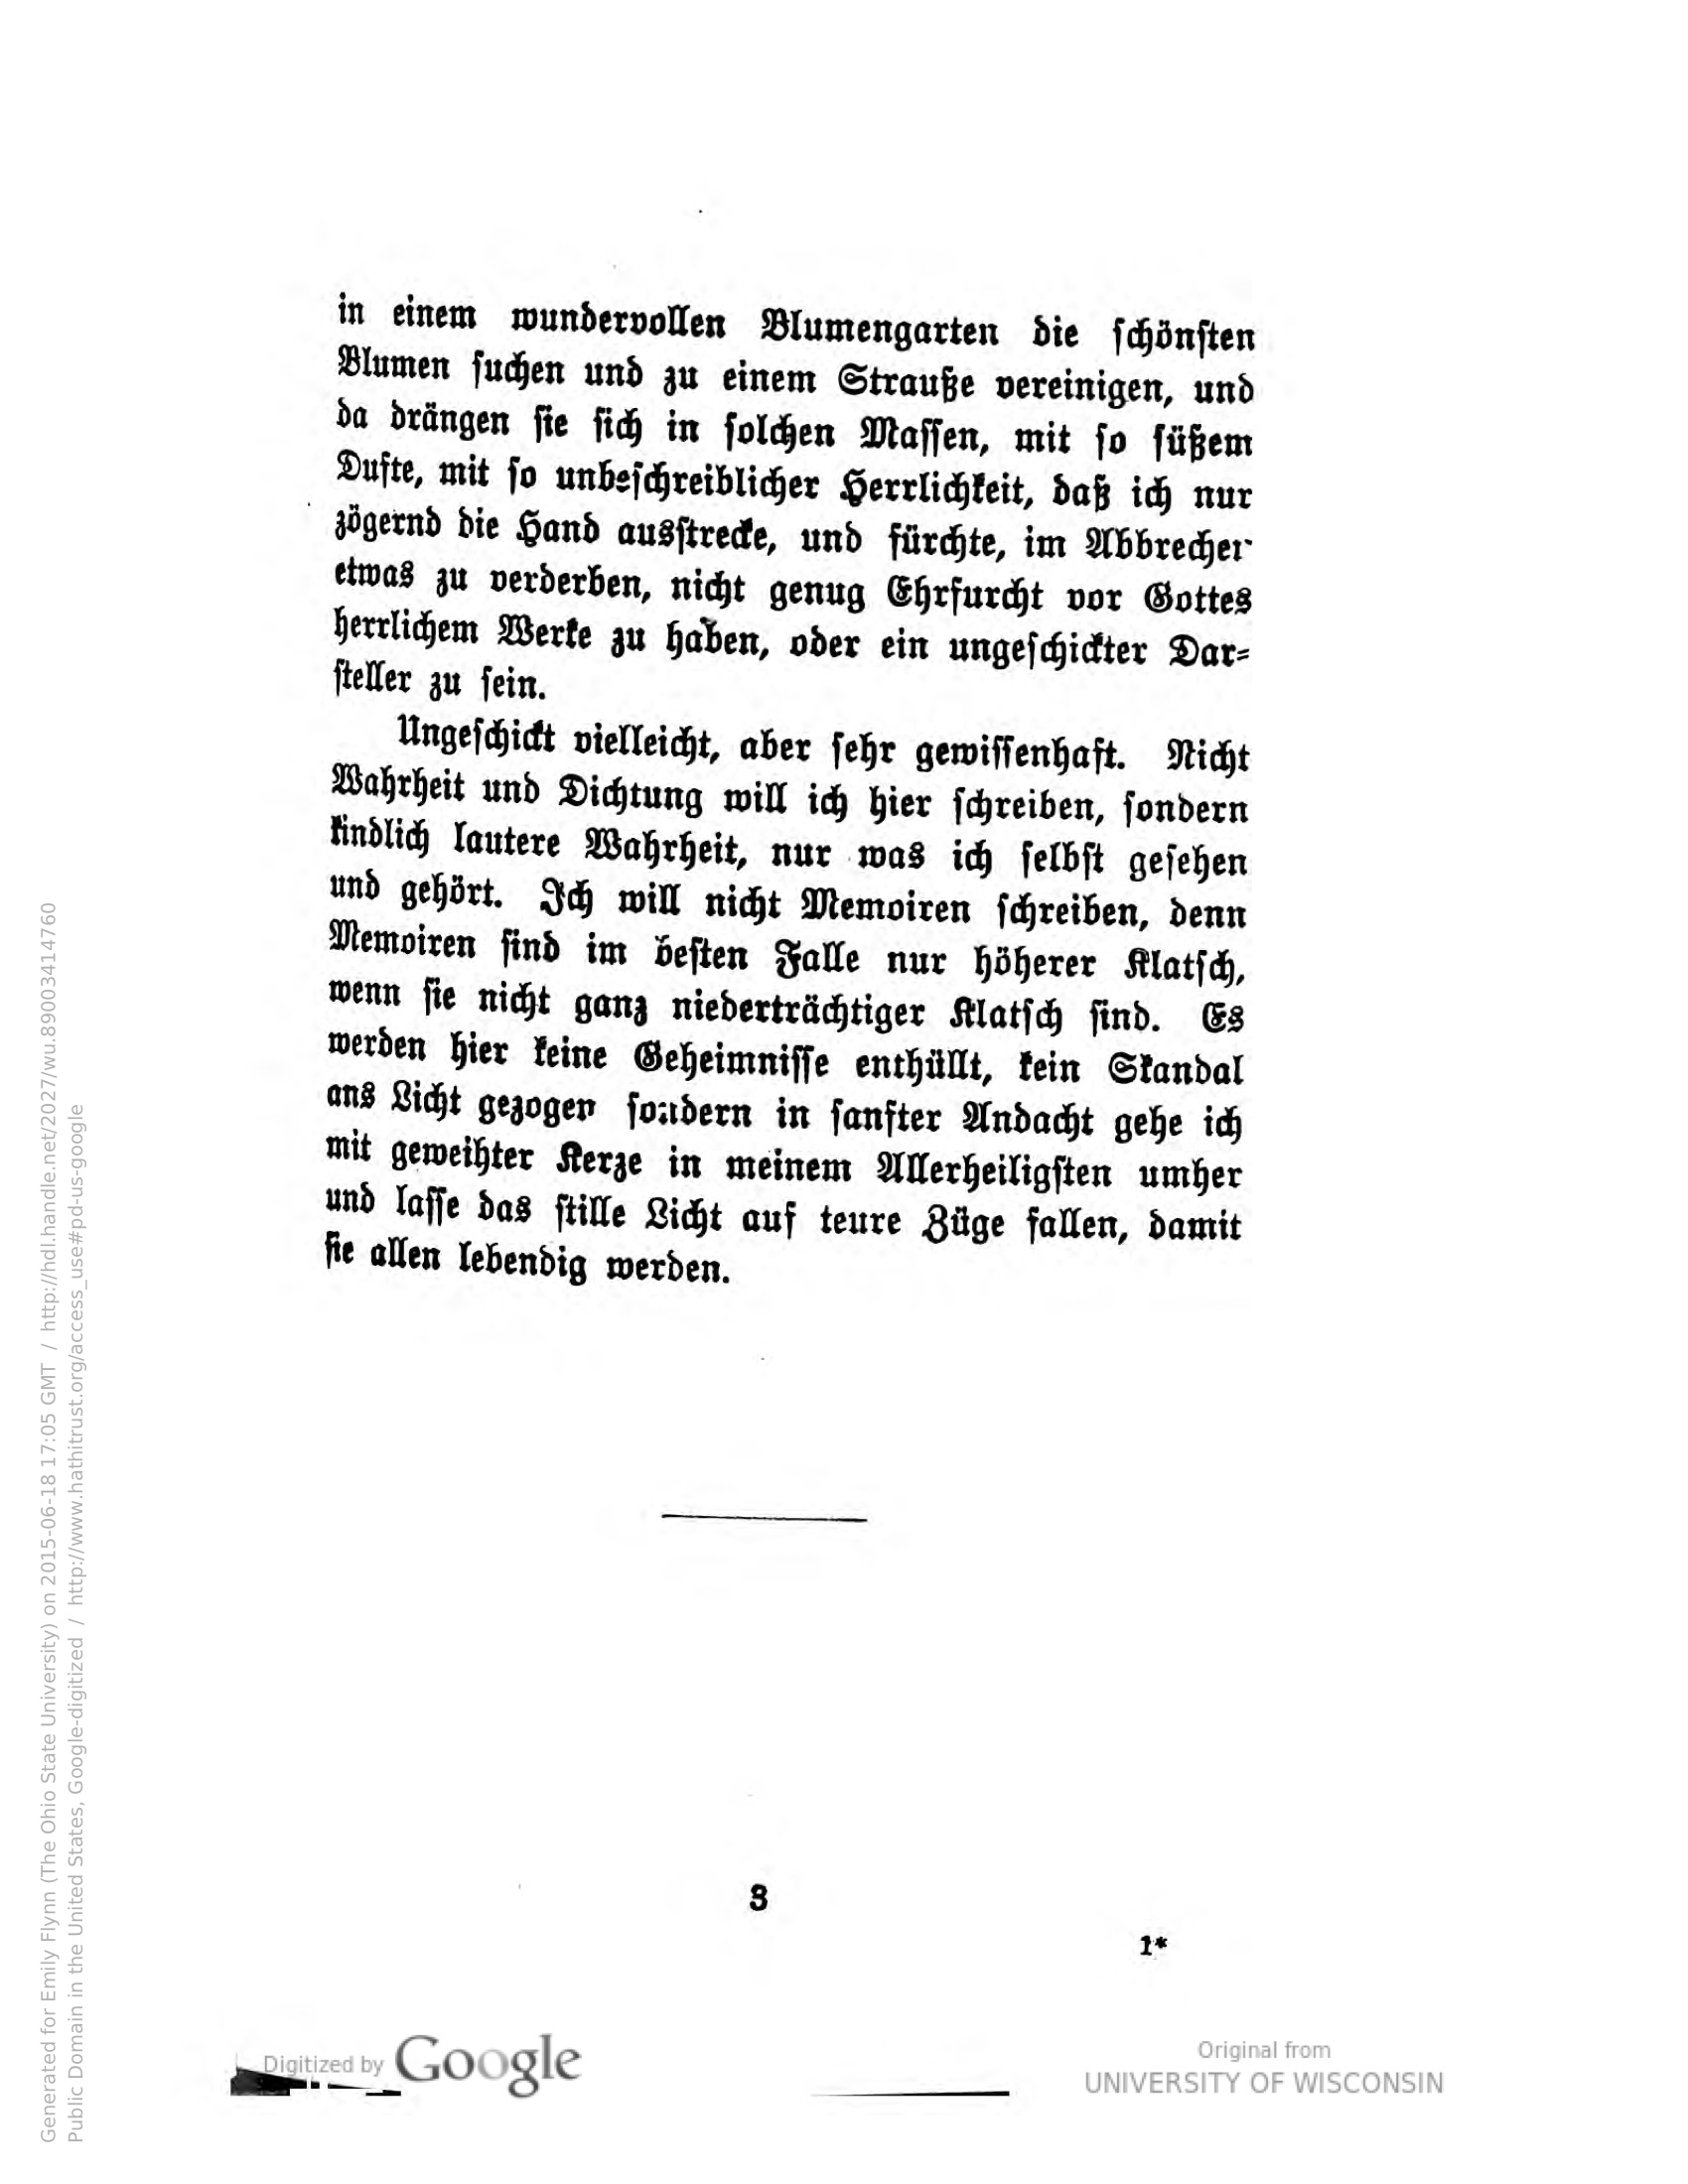 in einem wundervollen Blumengarten die schönsten
Blumen suchen und zu einem Strauße vereinigen, und
da drängen sie sich in solchen Massen, mit so süßem
Dufte, mit so unbeschreiblicher Herrlichkeit, daß ich nur
zögernd die Hand ausstrecke, und fürchte, im Abbrechen
etwas zu verderben, nicht genug Ehrfurcht vor Gottes
herrlichem Werke zu haben, oder ein ungeschickter Dar-
steller zu sein.
Ungeschickt vielleicht, aber sehr gewissenhaft. Nicht
Wahrheit und Dichtung will ich hier schreiben, sondern
kindlich lautere Wahrheit, nur was ich selbst gesehen
und gehört. Ich will nicht Memoiren schreiben, denn
Memoiren sind im besten Falle nur höherer Klatsch,
wenn sie nicht ganz niederträchtiger Klatsch sind. Es
werden hier keine Geheimnisse enthüllt, kein Skandal
ans Licht gezogen sondern in sanfter Andacht gehe ich
mit geweihter Kerze in meinem Allerheiligsten umher
und lasse das stille Licht auf teure Züge fallen, damit
sie allen lebendig werden.
3
1*
Digitized by Google
Original from
UNIVERSITY OF WISCONSIN
Generated for Emily Flynn (The Ohio State University) on 2015-06-18 17:05 GMT / http://hdl.handle.net/2027/wu.89003414760
Public Domain in the United States, Google-digitized / http://www.hathitrust.org/access_use#pd-us-google